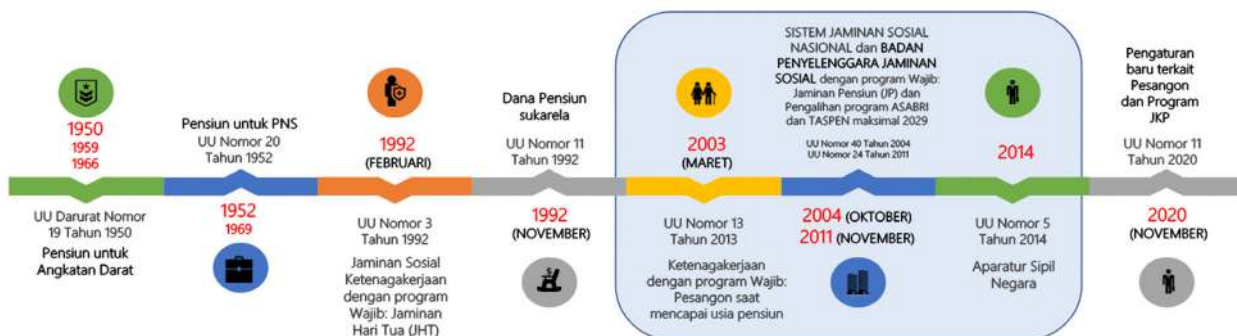 1950
1959
1966
UU Darurat Nomor
19 Tahun 1950
Pensiun untuk
Angkatan Darat
Pensiun untuk PNS
UU Nomor 20
Tahun 1952
1952
1969
1992
(FEBRUARI)
UU Nomor 3
Tahun 1992
Jaminan Sosial
Ketenagakerjaan
dengan program
Wajib: Jaminan
Hari Tua (JHT)
Dana Pensiun
sukarela
UU Nomor 11
Tahun 1992
1992
(NOVEMBER)
2003
(MARET)
UU Nomor 13
Tahun 2013
Ketenagakerjaan
dengan program Wajib:
Pesangon saat
mencapai usia pensiun
SISTEM JAMINAN SOSIAL
NASIONAL dan BADAN
PENYELENGGARA JAMINAN
SOSIAL dengan program Wajib:
Jaminan Pensiun (JP) dan
Pengalihan program ASABRI
dan TASPEN maksimal 2029
UU Nomor 40 Tahun 2004
UU Nomor 24 Tahun 2011
2004 (OKTOBER)
2011 (NOVEMBER)
2014
UU Nomor 5
Tahun 2014
Aparatur Sipil
Negara
Pengaturan
baru terkait
Pesangon
dan Program
JKP
UU Nomor 11
Tahun 2020
2020
(NOVEMBER)